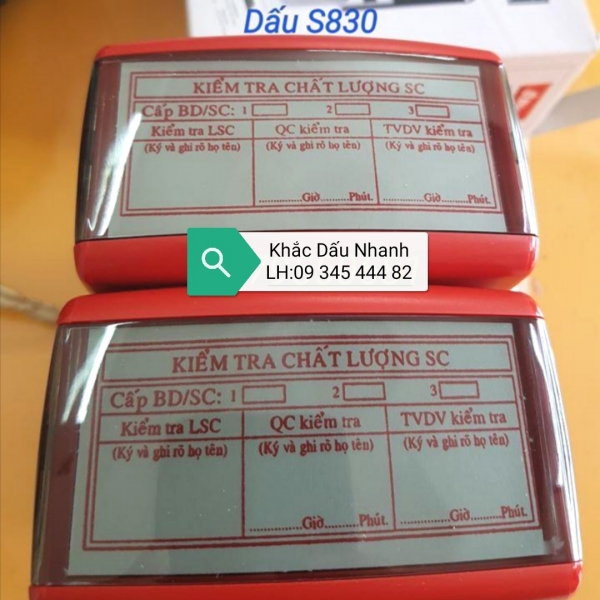 Dấu S830
KIỂM TRA CHẤT LƯỢNG SC
Cấp BD/SC: 1 2 3
Kiểm tra LSC QC kiểm tra TVDV kiểm tra
(Ký và ghi rõ họ tên) (Ký và ghi rõ họ tên) (Ký và ghi rõ họ tên)
............Giờ..........Phút. ............Giờ..........Phút.
Khắc Dấu Nhanh
LH:09 345 444 82
KIỂM TRA CHẤT LƯỢNG SC
Cấp BD/SC: 1 2 3
Kiểm tra LSC QC kiểm tra TVDV kiểm tra
(Ký và ghi rõ họ tên) (Ký và ghi rõ họ tên) (Ký và ghi rõ họ tên)
............Giờ..........Phút. ............Giờ..........Phút.